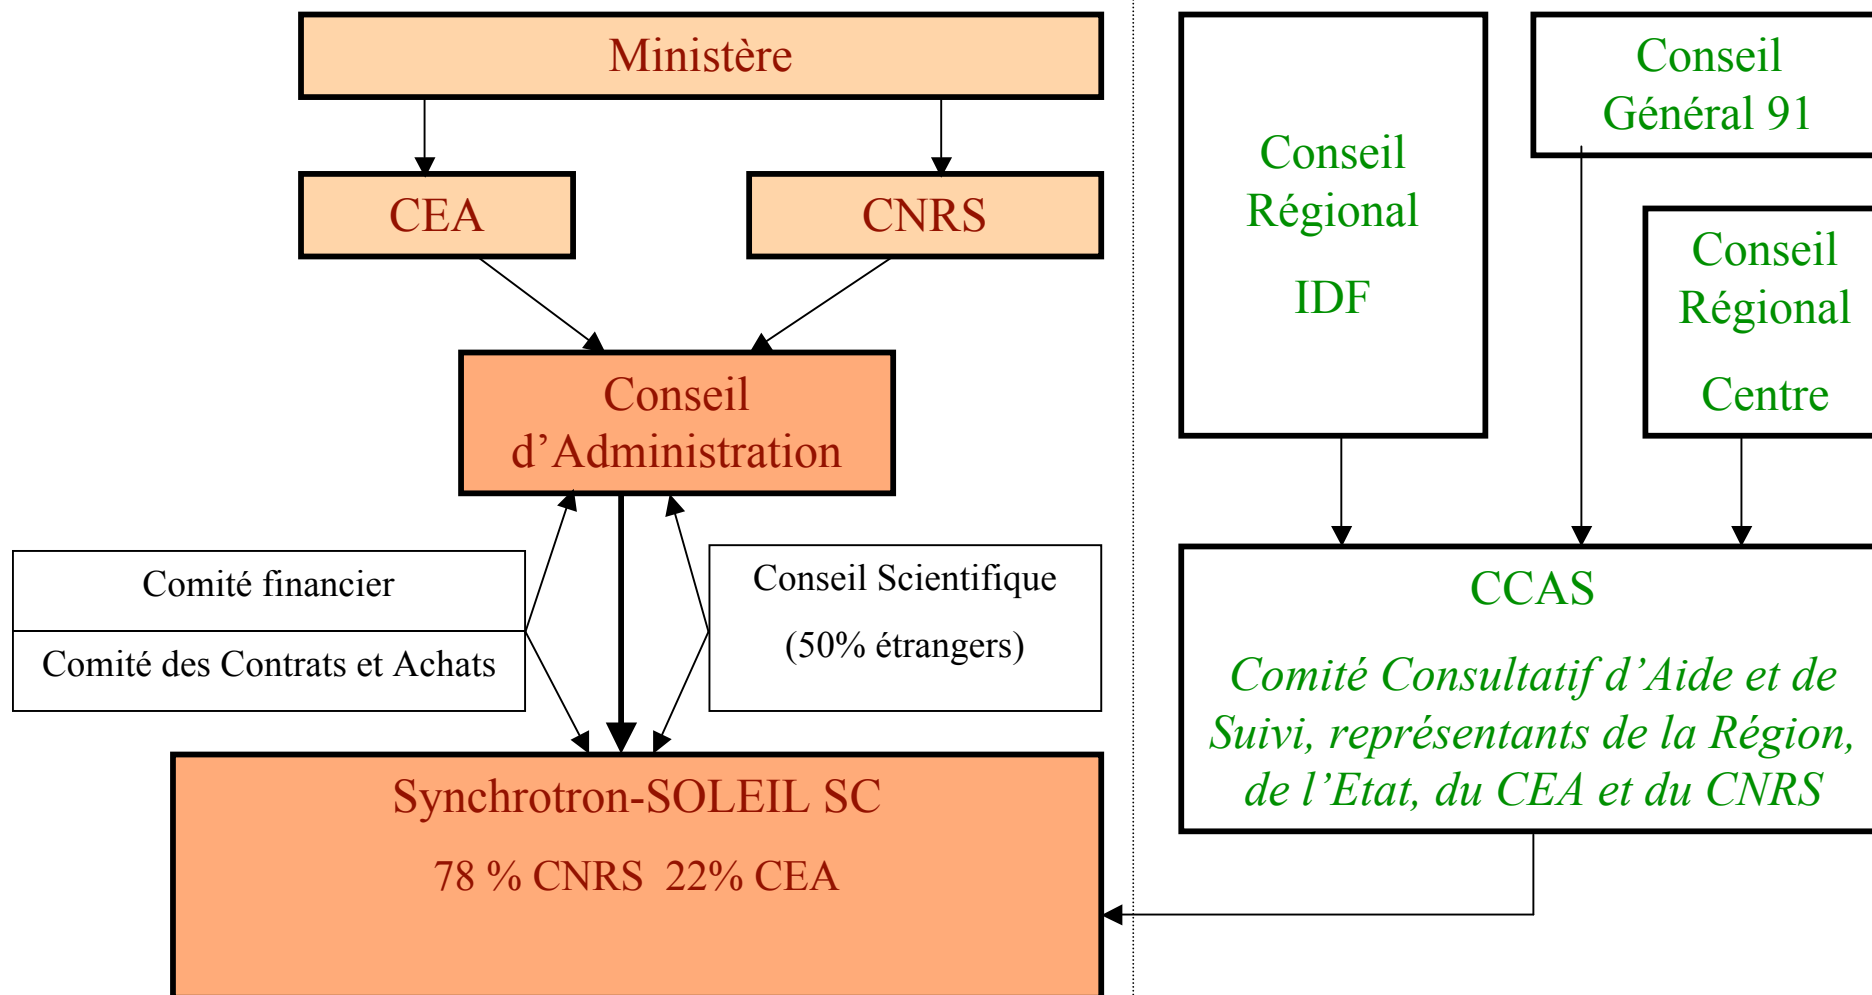 Ministère
CEA
CNRS
Conseil
d’Administration
Comité financier
Comité des Contrats et Achats
Conseil Scientifique
(50% étrangers)
Synchrotron-SOLEIL SC
78 % CNRS 22% CEA
Conseil
Régional
IDF
Conseil
Général 91
Conseil
Régional
Centre
CCAS
Comité Consultatif d’Aide et de
Suivi, représentants de la Région,
de l’Etat, du CEA et du CNRS